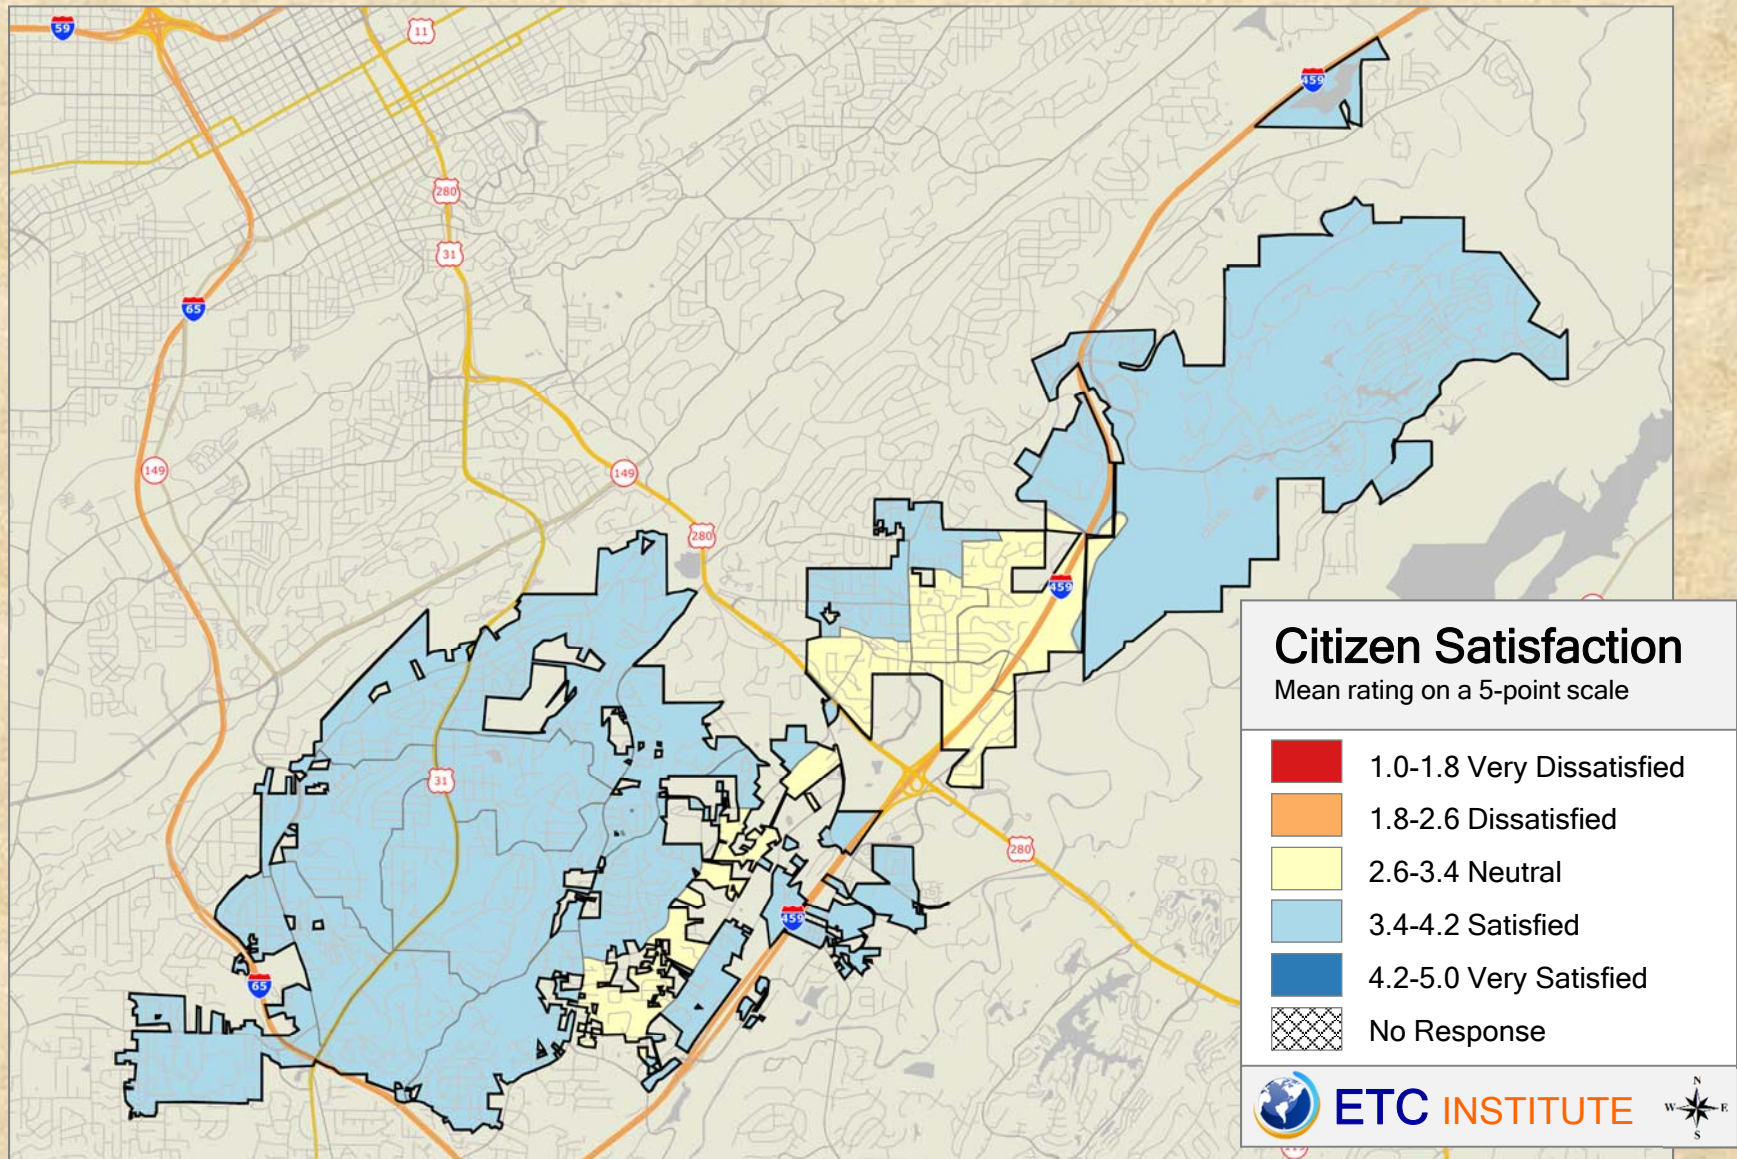 59
11
459
280
31
65
149
149
280
459
31
280
459
65
Citizen Satisfaction
Mean rating on a 5-point scale
1.0-1.8 Very Dissatisfied
1.8-2.6 Dissatisfied
2.6-3.4 Neutral
3.4-4.2 Satisfied
4.2-5.0 Very Satisfied
No Response
ETC INSTITUTE
N
W E
S